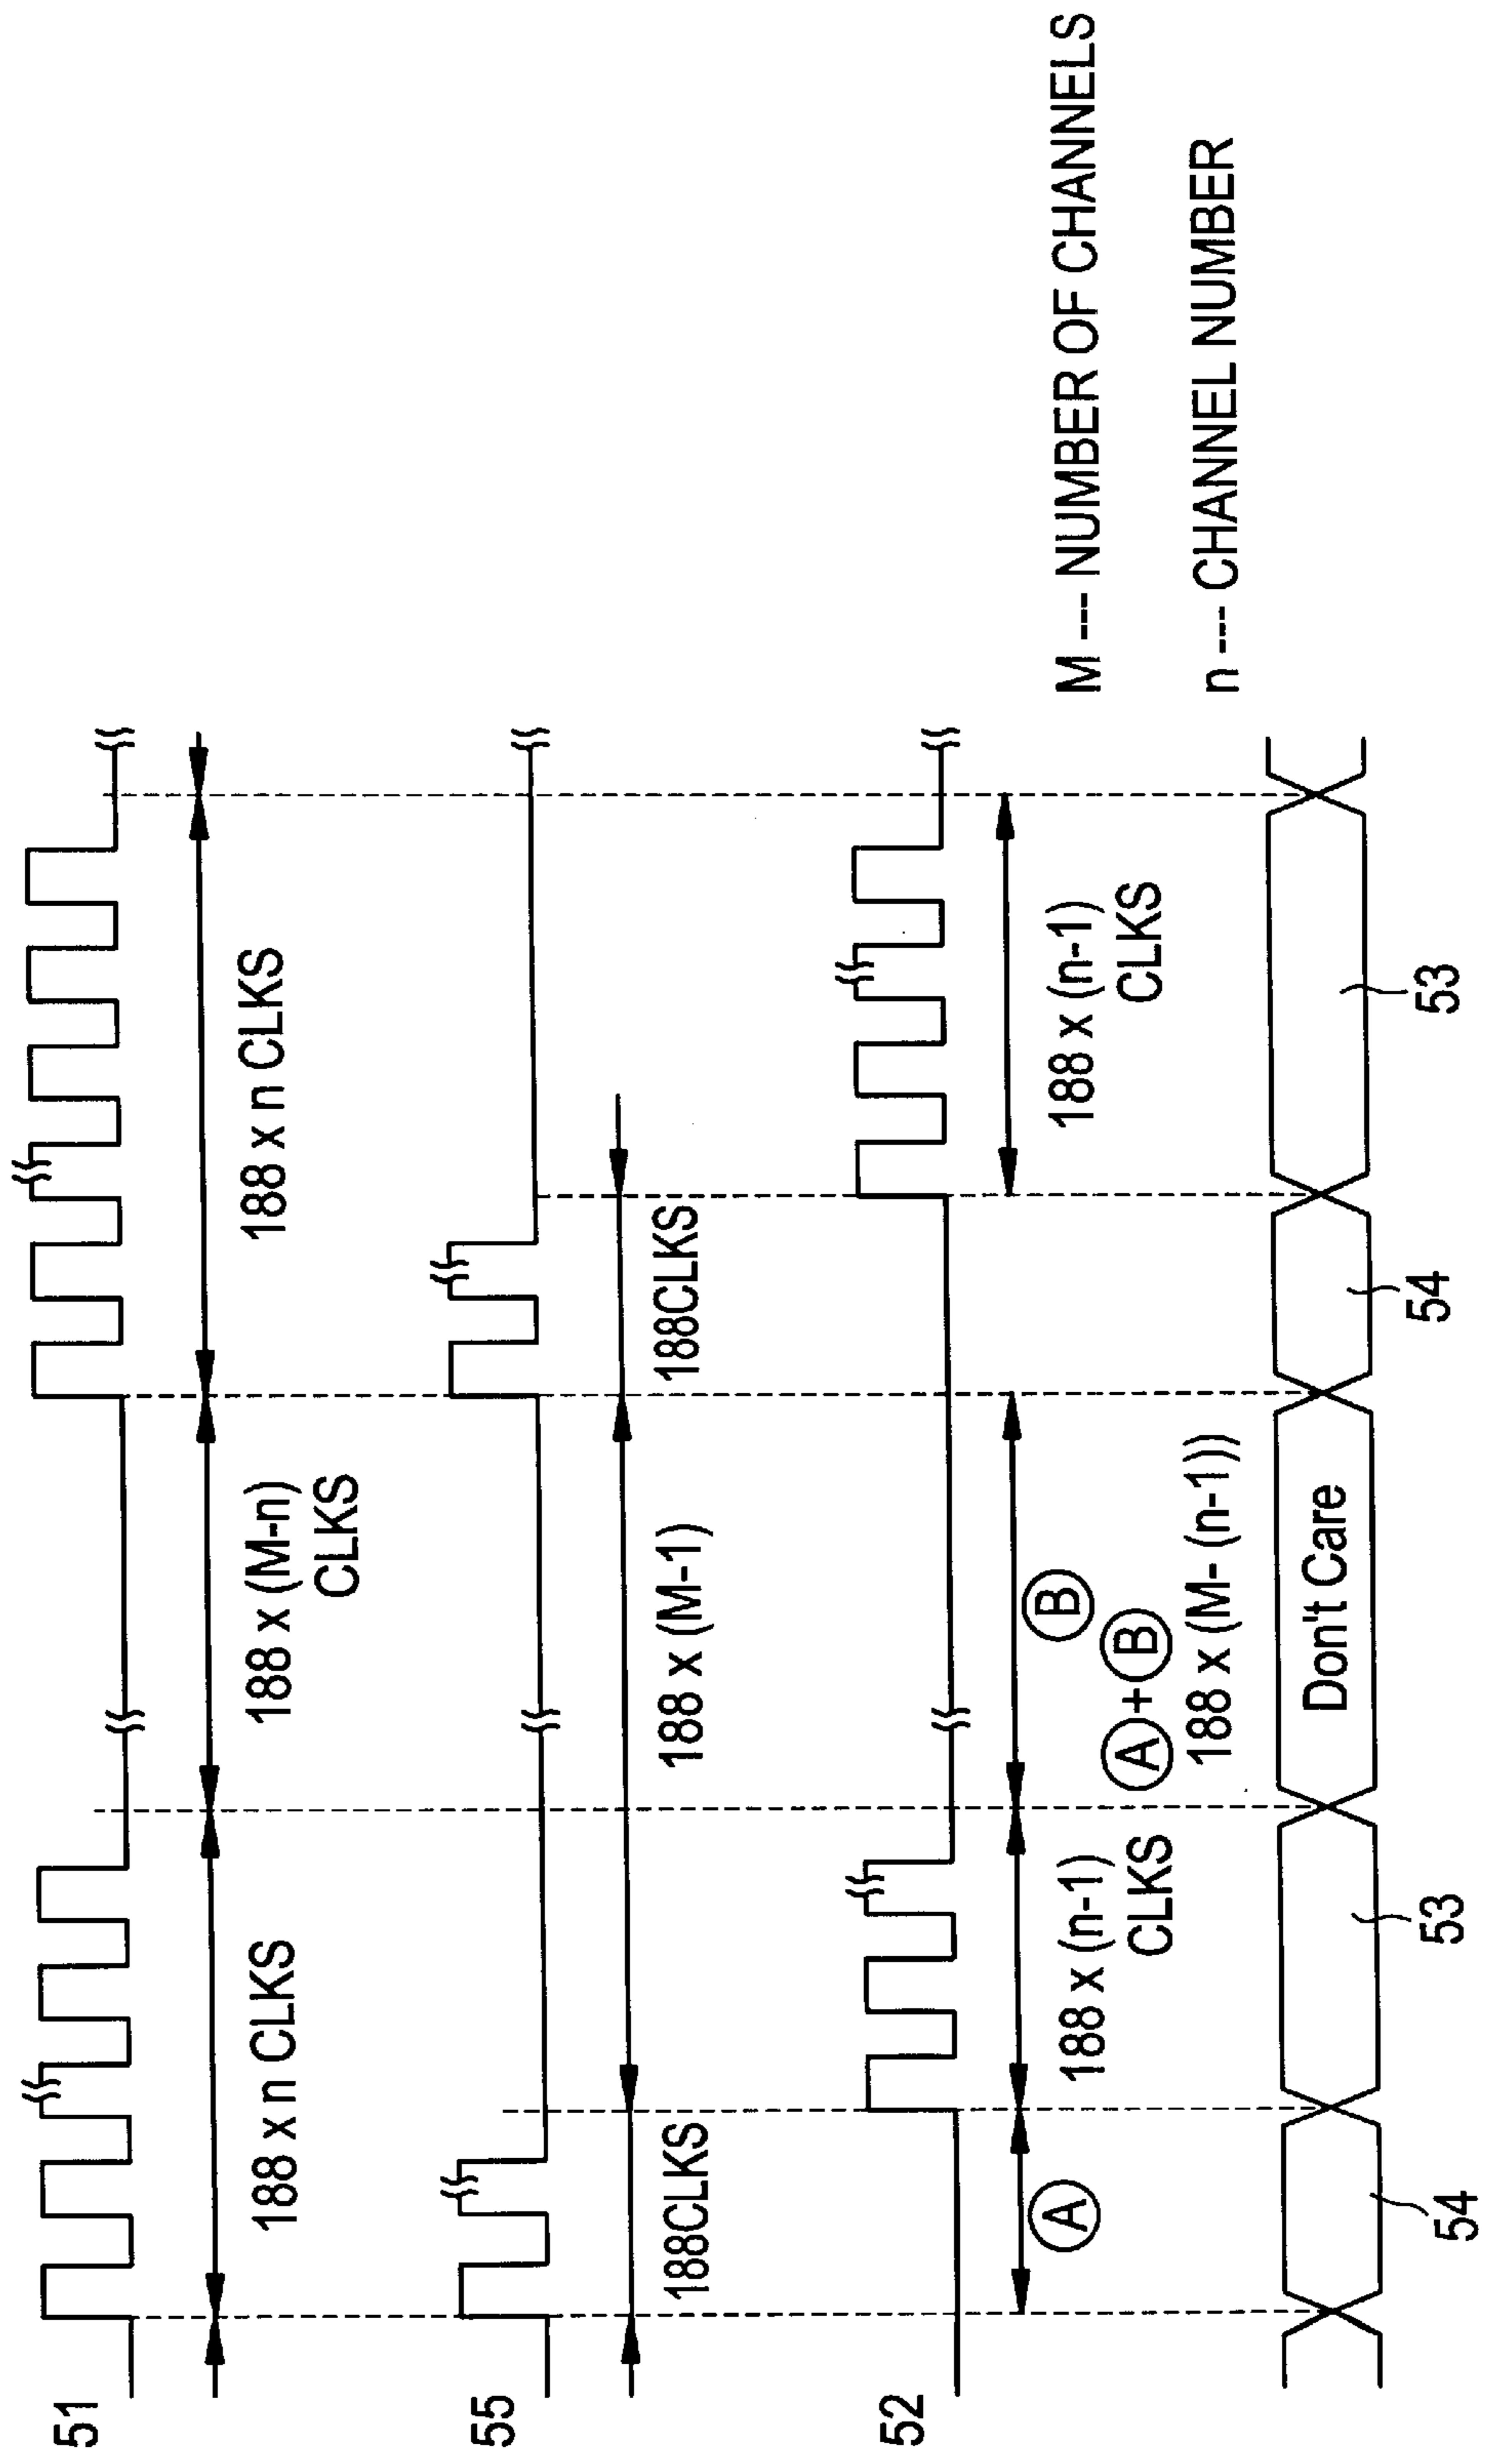 51
188 x n CLKS
188 x (M-n)
CLKS
188 x n CLKS
55
188CLKS
188 x (M-1)
188CLKS
52
A
188 x (n-1)
CLKS
B
A + B
188 x (M- (n-1))
188 x (n-1)
CLKS
M --- NUMBER OF CHANNELS
n --- CHANNEL NUMBER
Don't Care
54
53
54
53